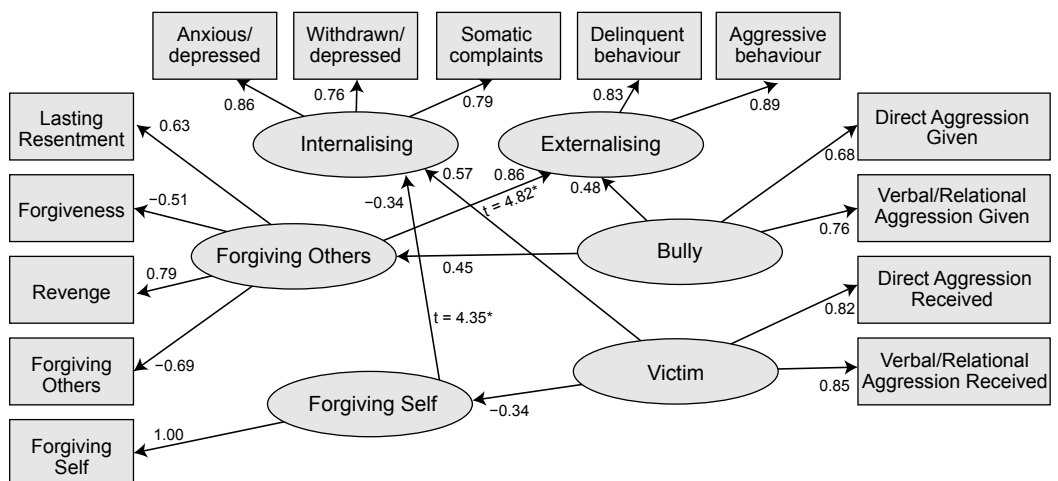 Anxious/
depressed
Withdrawn/
depressed
Somatic
complaints
Delinquent
behaviour
Aggressive
behaviour
0.86
0.76
0.79
0.83
0.89
Lasting
Resentment
0.63
Internalising
Externalising
Direct Aggression
Given
0.68
0.57
0.86
0.48
t = 4.82*
−0.34
Forgiveness
−0.51
Verbal/Relational
Aggression Given
0.76
Forgiving Others
Bully
0.45
Revenge
0.79
Direct Aggression
Received
0.82
t = 4.35*
Forgiving
Others
−0.69
Victim
Verbal/Relational
Aggression Received
0.85
Forgiving Self
−0.34
Forgiving
Self
1.00